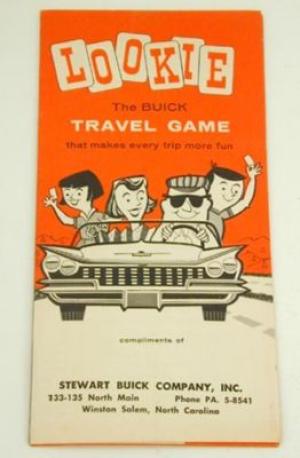 LOOKIE
The BUICK
TRAVEL GAME
that makes every trip more fun
compliments of
STEWART BUICK COMPANY, INC.
133-135 North Main Phone PA. 5-8541
Winston Salem, North Carolina